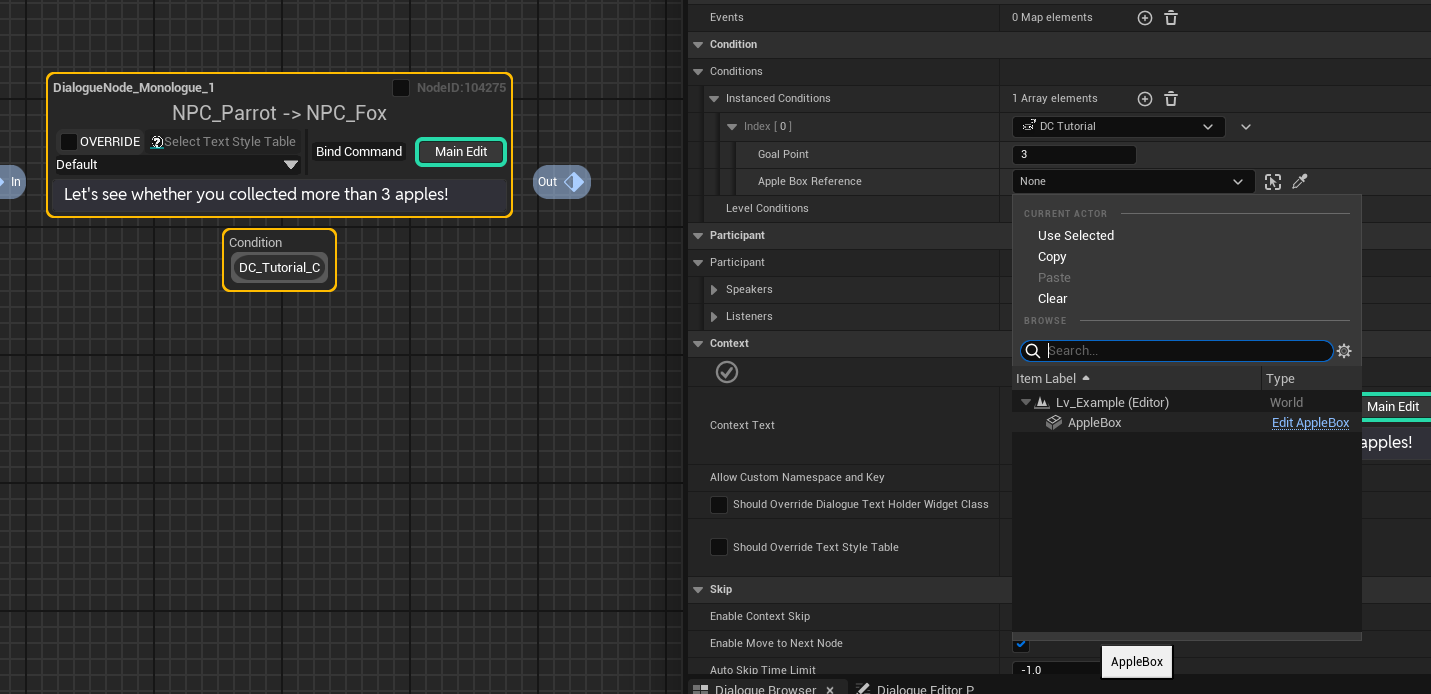 DialogueNode_Monologue_1
NodeID:104275
NPC_Parrot -> NPC_Fox
OVERRIDE
Select Text Style Table
Default
Bind Command
Main Edit
In
Out
Let's see whether you collected more than 3 apples!
Condition
DC_Tutorial_C
Events
0 Map elements
Condition
Conditions
Instanced Conditions
1 Array elements
Index [ 0 ]
DC Tutorial
Goal Point
3
Apple Box Reference
None
Level Conditions
CURRENT ACTOR
Use Selected
Copy
Paste
Clear
BROWSE
Search...
Item Label
Type
Lv_Example (Editor)
World
AppleBox
Edit AppleBox
Participant
Participant
Speakers
Listeners
Context
Context Text
Main Edit
apples!
Allow Custom Namespace and Key
Should Override Dialogue Text Holder Widget Class
Should Override Text Style Table
Skip
Enable Context Skip
Enable Move to Next Node
AppleBox
Auto Skip Time Limit
-1.0
Dialogue Browser
Dialogue Editor P